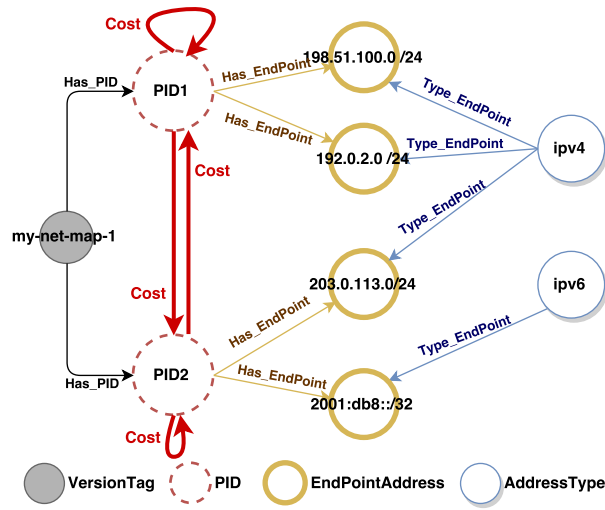 Cost
198.51.100.0 /24
Has_EndPoint
Has_PID
PID1
Type_EndPoint
Has_EndPoint
Type_EndPoint
ipv4
192.0.2.0 /24
Cost
Type_EndPoint
my-net-map-1
203.0.113.0/24
ipv6
Cost
Has_EndPoint
Type_EndPoint
Has_PID
PID2
Has_EndPoint
2001:db8::/32
Cost
VersionTag
PID
EndPointAddress
AddressType